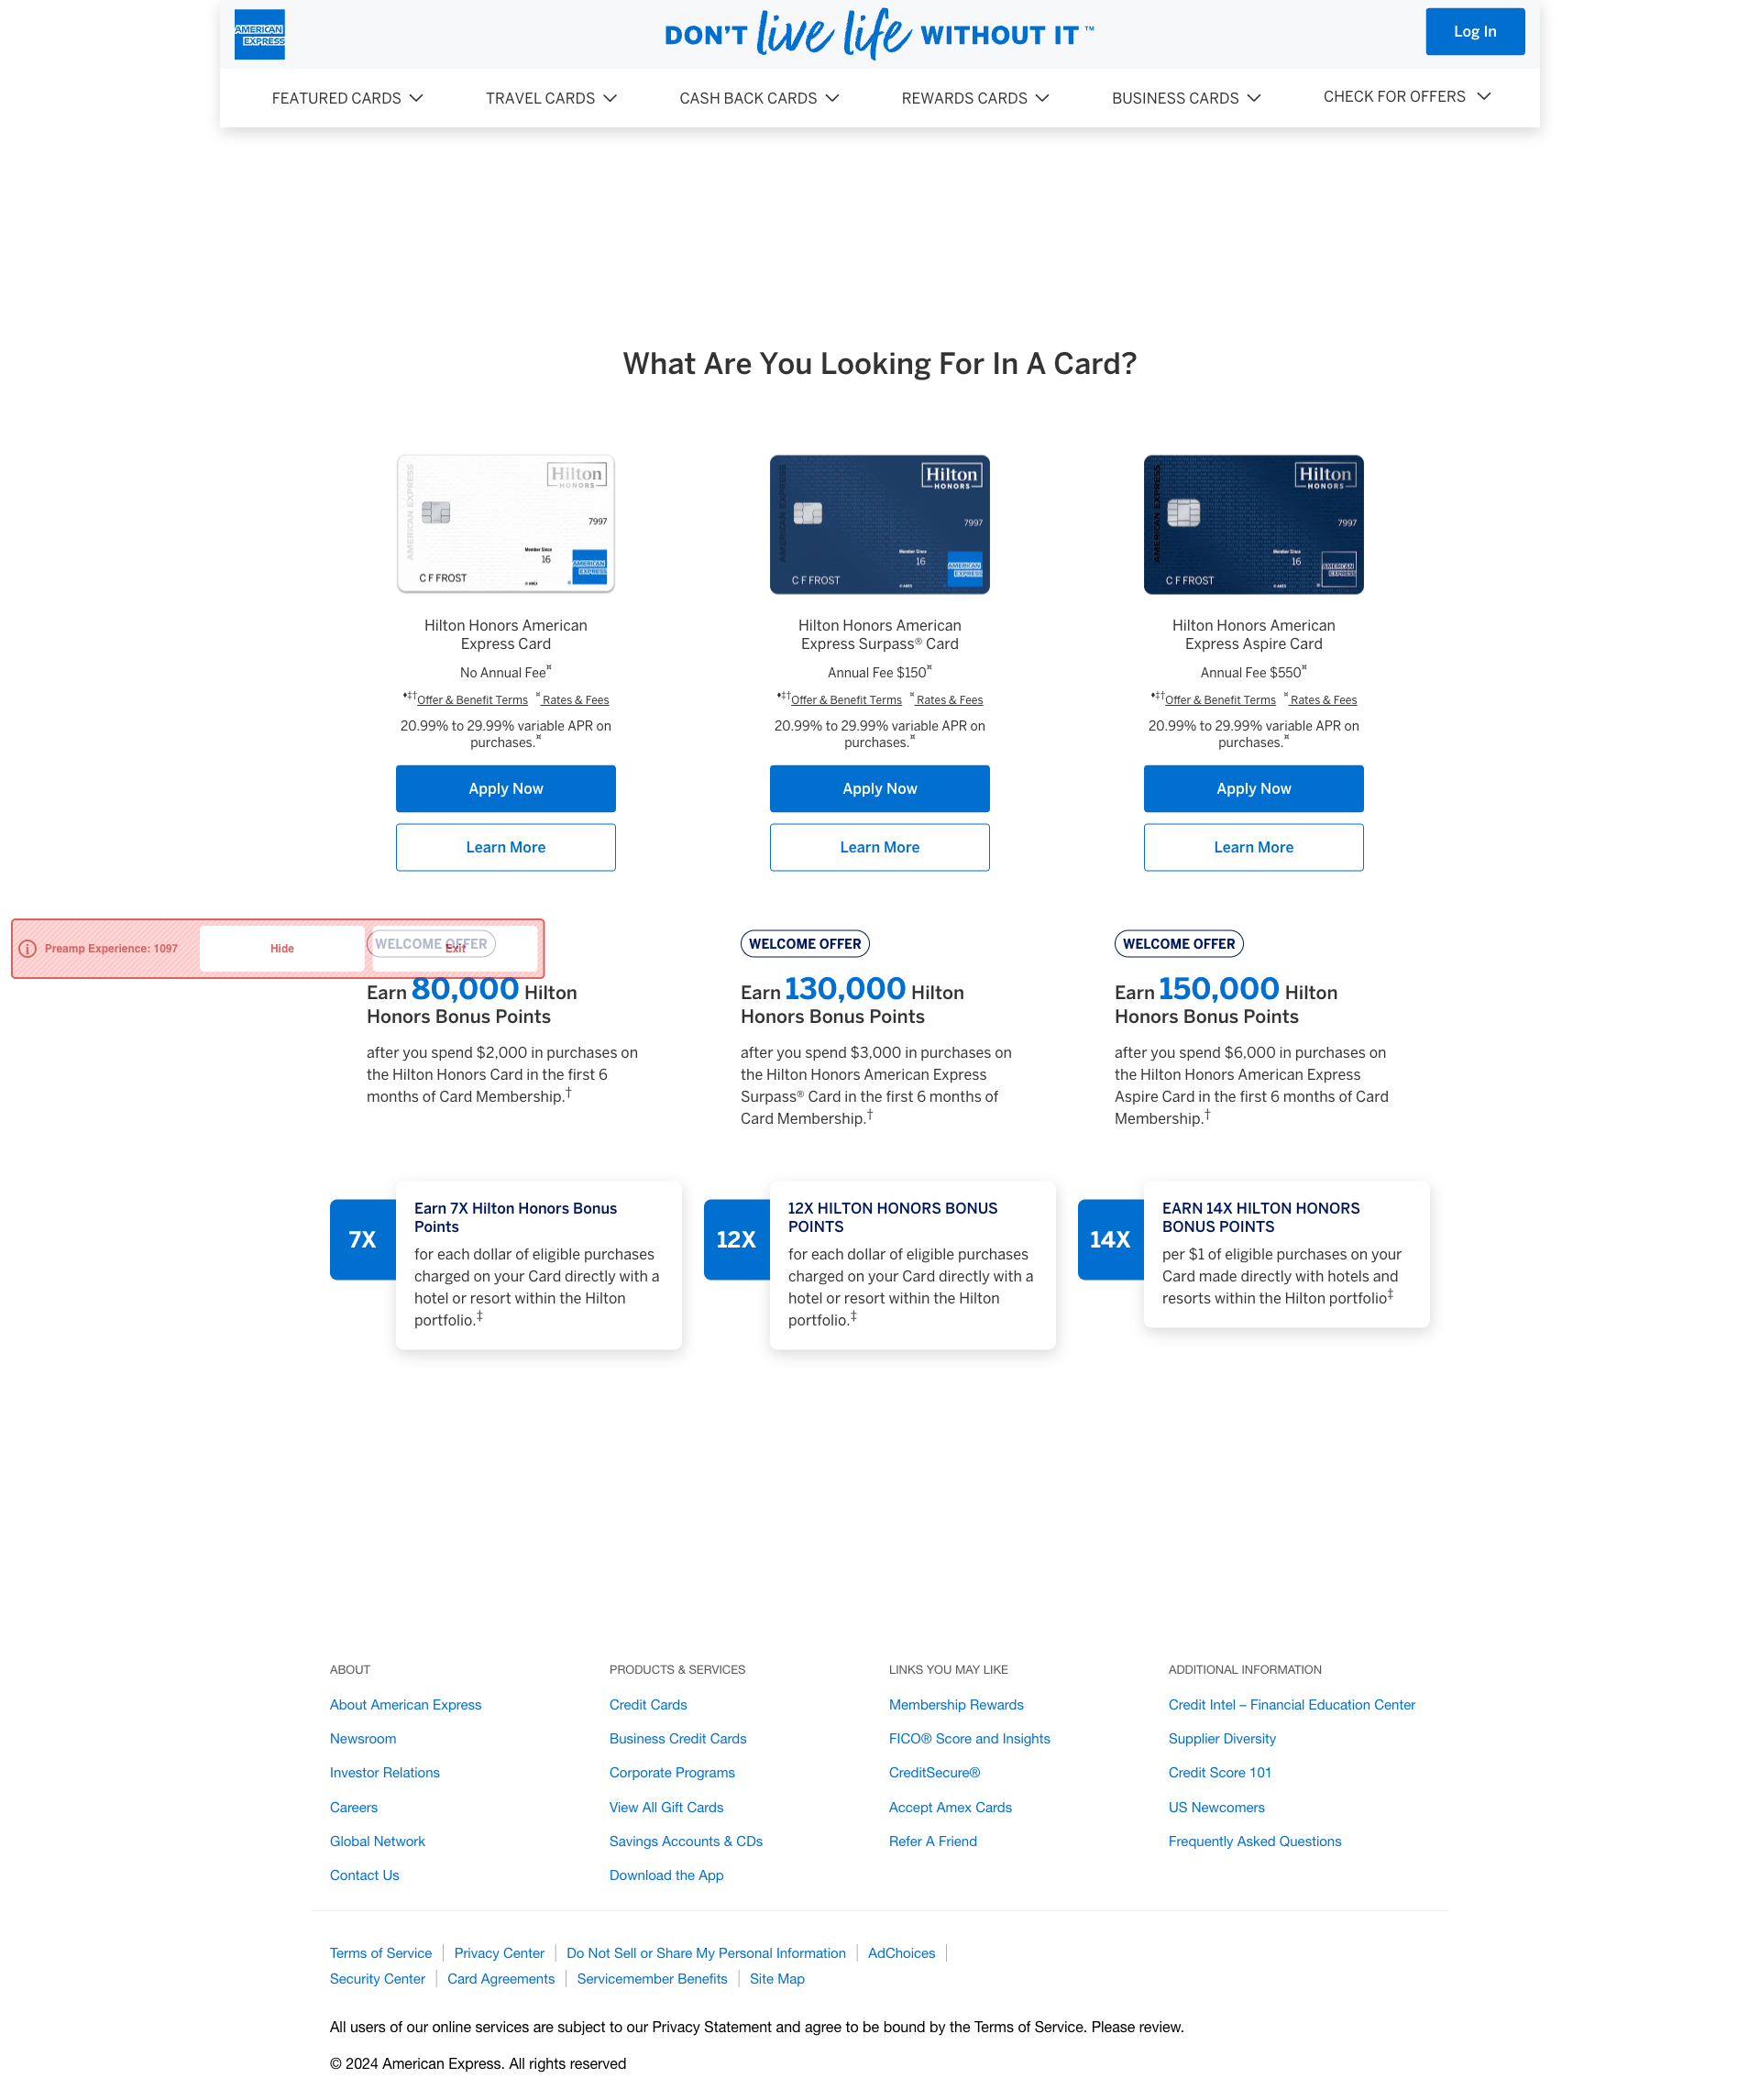 AMERICAN
EXPRESS
DON'T live life WITHOUT IT ™
Log In
FEATURED CARDS
TRAVEL CARDS
CASH BACK CARDS
REWARDS CARDS
BUSINESS CARDS
CHECK FOR OFFERS
What Are You Looking For In A Card?
AMERICAN EXPRESS
Hilton
HONORS
7997
Member Since
16
AMERICAN
EXPRESS
C F FROST
© AMEX
Hilton Honors American
Express Card
No Annual Fee¤
♦‡†Offer & Benefit Terms ¤ Rates & Fees
20.99% to 29.99% variable APR on
purchases.¤
Apply Now
Learn More
AMERICAN EXPRESS
Hilton
HONORS
7997
Member Since
16
AMERICAN
EXPRESS
C F FROST
© AMEX
Hilton Honors American
Express Surpass® Card
Annual Fee $150¤
♦‡†Offer & Benefit Terms ¤ Rates & Fees
20.99% to 29.99% variable APR on
purchases.¤
Apply Now
Learn More
AMERICAN EXPRESS
Hilton
HONORS
7997
Member Since
16
AMERICAN
EXPRESS
C F FROST
© AMEX
Hilton Honors American
Express Aspire Card
Annual Fee $550¤
♦‡†Offer & Benefit Terms ¤ Rates & Fees
20.99% to 29.99% variable APR on
purchases.¤
Apply Now
Learn More
Preamp Experience: 1097
Hide
Exit
WELCOME OFFER
Earn 80,000 Hilton
Honors Bonus Points
after you spend $2,000 in purchases on
the Hilton Honors Card in the first 6
months of Card Membership.†
WELCOME OFFER
Earn 130,000 Hilton
Honors Bonus Points
after you spend $3,000 in purchases on
the Hilton Honors American Express
Surpass® Card in the first 6 months of
Card Membership.†
WELCOME OFFER
Earn 150,000 Hilton
Honors Bonus Points
after you spend $6,000 in purchases on
the Hilton Honors American Express
Aspire Card in the first 6 months of Card
Membership.†
7X
Earn 7X Hilton Honors Bonus
Points
for each dollar of eligible purchases
charged on your Card directly with a
hotel or resort within the Hilton
portfolio.‡
12X
12X HILTON HONORS BONUS
POINTS
for each dollar of eligible purchases
charged on your Card directly with a
hotel or resort within the Hilton
portfolio.‡
14X
EARN 14X HILTON HONORS
BONUS POINTS
per $1 of eligible purchases on your
Card made directly with hotels and
resorts within the Hilton portfolio‡
ABOUT
About American Express
Newsroom
Investor Relations
Careers
Global Network
Contact Us
PRODUCTS & SERVICES
Credit Cards
Business Credit Cards
Corporate Programs
View All Gift Cards
Savings Accounts & CDs
Download the App
LINKS YOU MAY LIKE
Membership Rewards
FICO® Score and Insights
CreditSecure®
Accept Amex Cards
Refer A Friend
ADDITIONAL INFORMATION
Credit Intel – Financial Education Center
Supplier Diversity
Credit Score 101
US Newcomers
Frequently Asked Questions
Terms of Service | Privacy Center | Do Not Sell or Share My Personal Information | AdChoices |
Security Center | Card Agreements | Servicemember Benefits | Site Map
All users of our online services are subject to our Privacy Statement and agree to be bound by the Terms of Service. Please review.
© 2024 American Express. All rights reserved